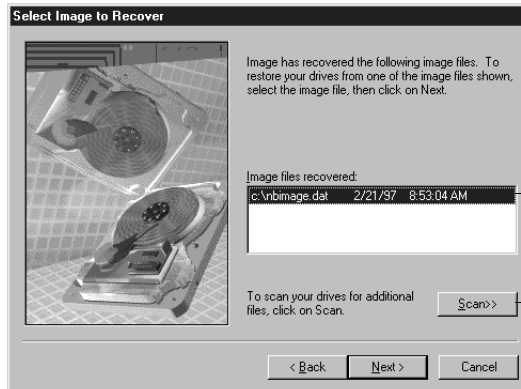 Select Image to Recover
Image has recovered the following image files. To
restore your drives from one of the image files shown,
select the image file, then click on Next.
Image files recovered:
c:\nbimage.dat 2/21/97 8:53:04 AM
To scan your drives for additional
files, click on Scan.
Scan>>
< Back
Next >
Cancel